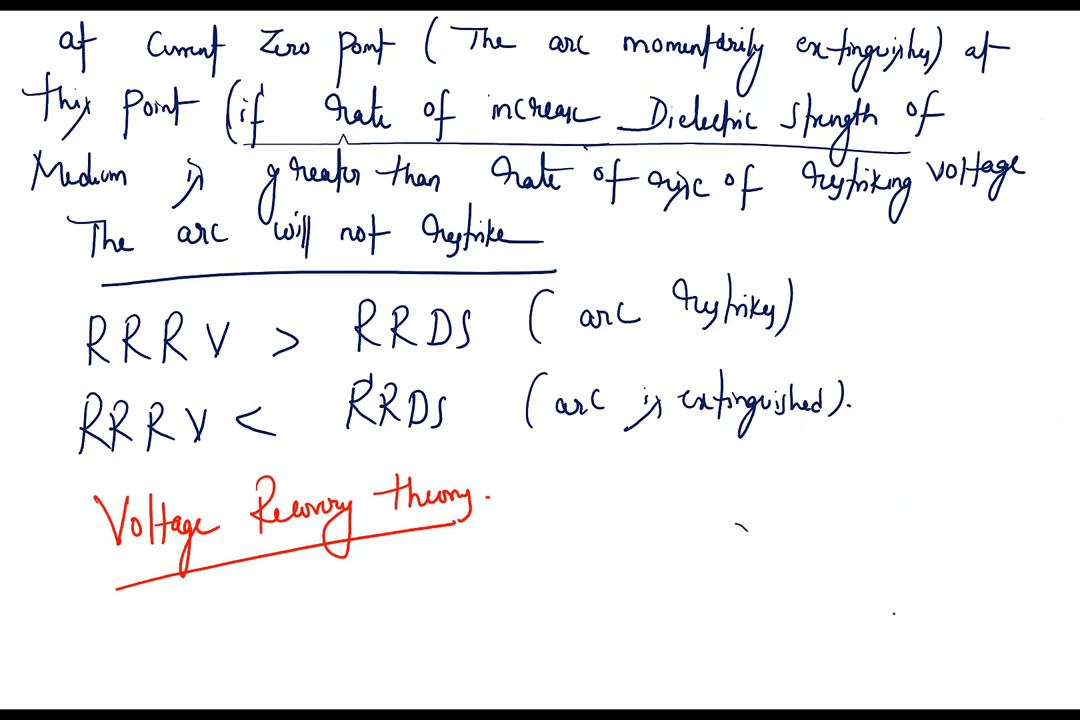 at Current Zero Point ( The arc momentarily extinguishes) at
this point (if rate of increase Dielectric strength of
Medium is greater than rate of rise of restriking voltage
The arc will not restrike
RRRV > RRDS ( arc restrikes)
RRRV < RRDS (arc is extinguished).
Voltage Recovery theory.